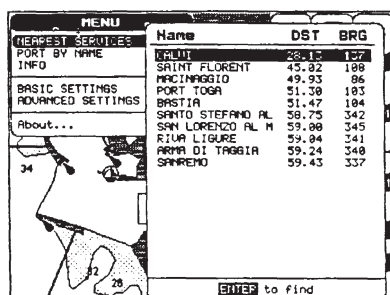 MENU
NEAREST SERVICES
PORT BY NAME
INFO
BASIC SETTINGS
ADVANCED SETTINGS
About...
Name DST BRG
CALVI 28.15 157
SAINT FLORENT 45.02 108
MACINAGGIO 49.93 86
PORT TOGA 51.30 103
BASTIA 51.47 104
SANTO STEFANO AL 58.75 342
SAN LORENZO AL M 59.00 345
RIVA LIGURE 59.04 341
ARMA DI TAGGIA 59.24 340
SANREMO 59.43 337
34
32
28
ENTER to find